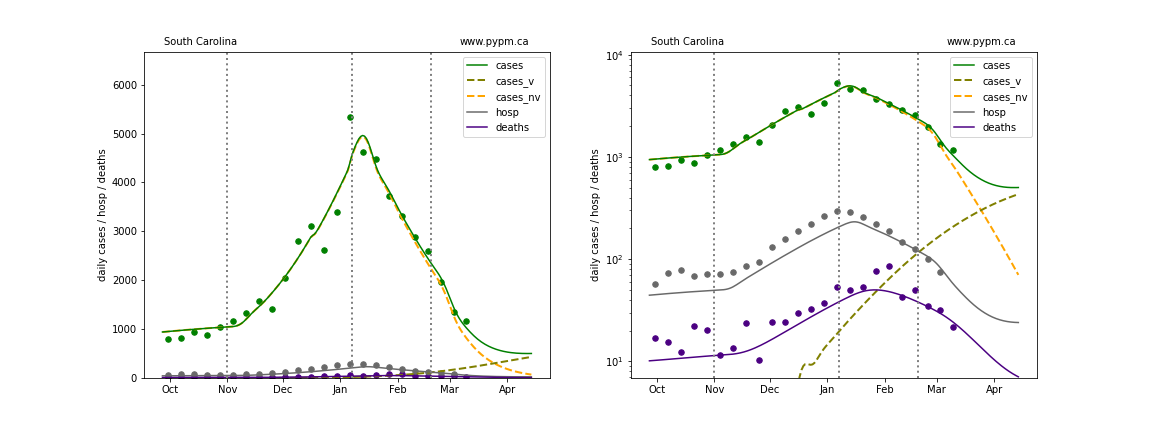 South Carolina
www.pypm.ca
daily cases / hosp / deaths
6000
5000
4000
3000
2000
1000
0
Oct
Nov
Dec
Jan
Feb
Mar
Apr
cases
cases_v
cases_nv
hosp
deaths
South Carolina
www.pypm.ca
daily cases / hosp / deaths
10⁴
10³
10²
10¹
Oct
Nov
Dec
Jan
Feb
Mar
Apr
cases
cases_v
cases_nv
hosp
deaths